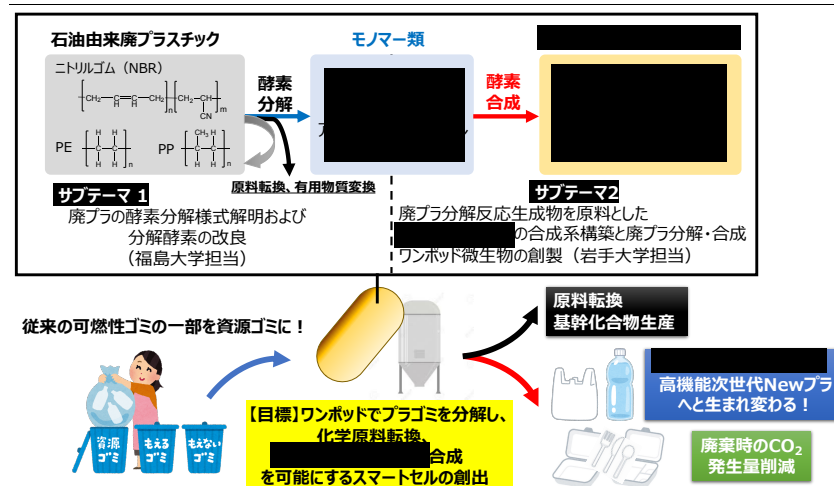 石油由来廃プラスチック
モノマー類
ニトリルゴム（NBR）
CH₂ C C CH₂ CH₂ CH
H H
CN
n m
酵素
分解
酵素
合成
PE
H H
C C
H H
n
PP
CH₃ H
C C
H H
n
原料転換、有用物質変換
サブテーマ 1
廃プラの酵素分解様式解明および
分解酵素の改良
（福島大学担当）
サブテーマ2
廃プラ分解反応生成物を原料とした
の合成系構築と廃プラ分解・合成
ワンポッド微生物の創製（岩手大学担当）
従来の可燃性ゴミの一部を資源ゴミに！
資源
ゴミ
もえる
ゴミ
もえない
ゴミ
【目標】ワンポッドでプラゴミを分解し、
化学原料転換、
合成
を可能にするスマートセルの創出
原料転換
基幹化合物生産
高機能次世代Newプラ
へと生まれ変わる！
廃棄時のCO₂
発生量削減